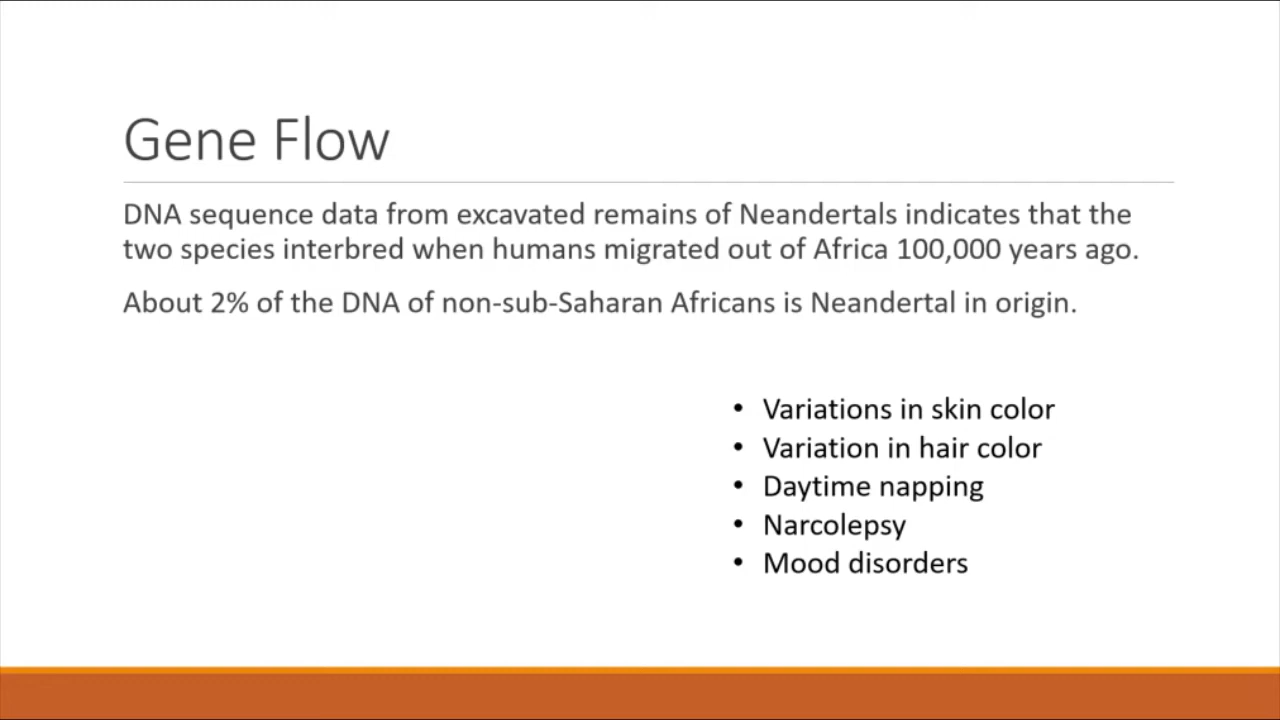 Gene Flow
DNA sequence data from excavated remains of Neandertals indicates that the
two species interbred when humans migrated out of Africa 100,000 years ago.
About 2% of the DNA of non-sub-Saharan Africans is Neandertal in origin.
• Variations in skin color
• Variation in hair color
• Daytime napping
• Narcolepsy
• Mood disorders